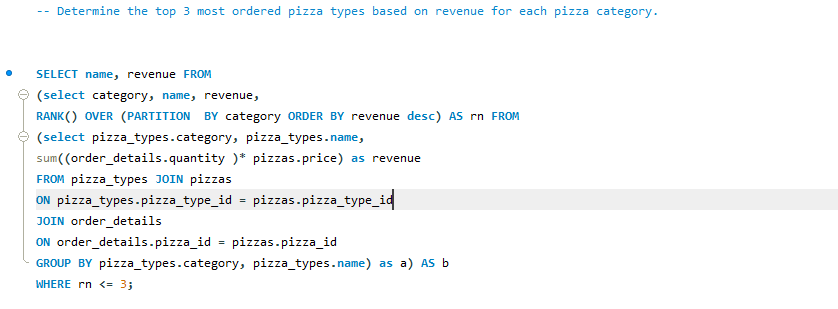 -- Determine the top 3 most ordered pizza types based on revenue for each pizza category.
SELECT name, revenue FROM
(select category, name, revenue,
RANK() OVER (PARTITION  BY category ORDER BY revenue desc) AS rn FROM
(select pizza_types.category, pizza_types.name,
sum((order_details.quantity )* pizzas.price) as revenue
FROM pizza_types JOIN pizzas
ON pizza_types.pizza_type_id = pizzas.pizza_type_id
JOIN order_details
ON order_details.pizza_id = pizzas.pizza_id
GROUP BY pizza_types.category, pizza_types.name) as a) AS b
WHERE rn <= 3;